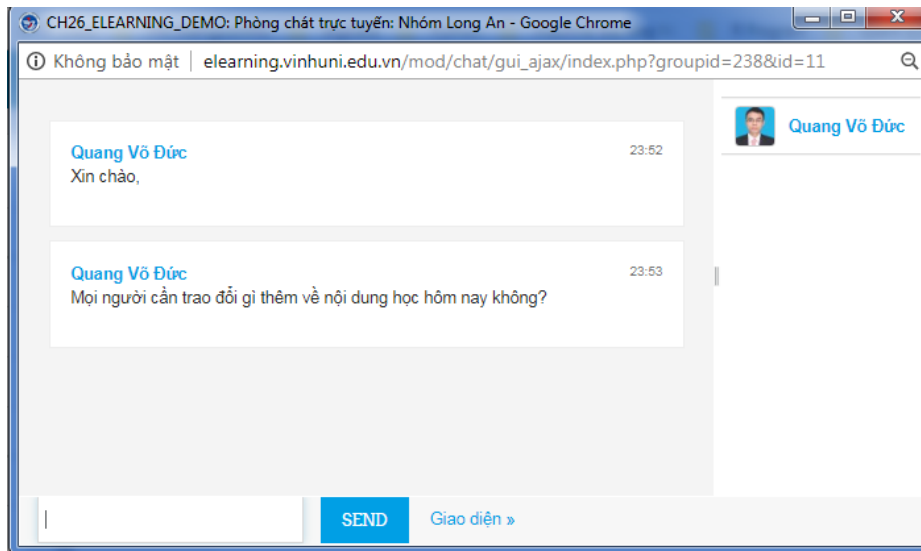 CH26_ELEARNING_DEMO: Phòng chát trực tuyến: Nhóm Long An - Google Chrome
Không bảo mật | elearning.vinhuni.edu.vn/mod/chat/gui_ajax/index.php?groupid=238&id=11
Quang Võ Đức
Quang Võ Đức 23:52
Xin chào,
Quang Võ Đức 23:53
Mọi người cần trao đổi gì thêm về nội dung học hôm nay không?
SEND Giao diện »